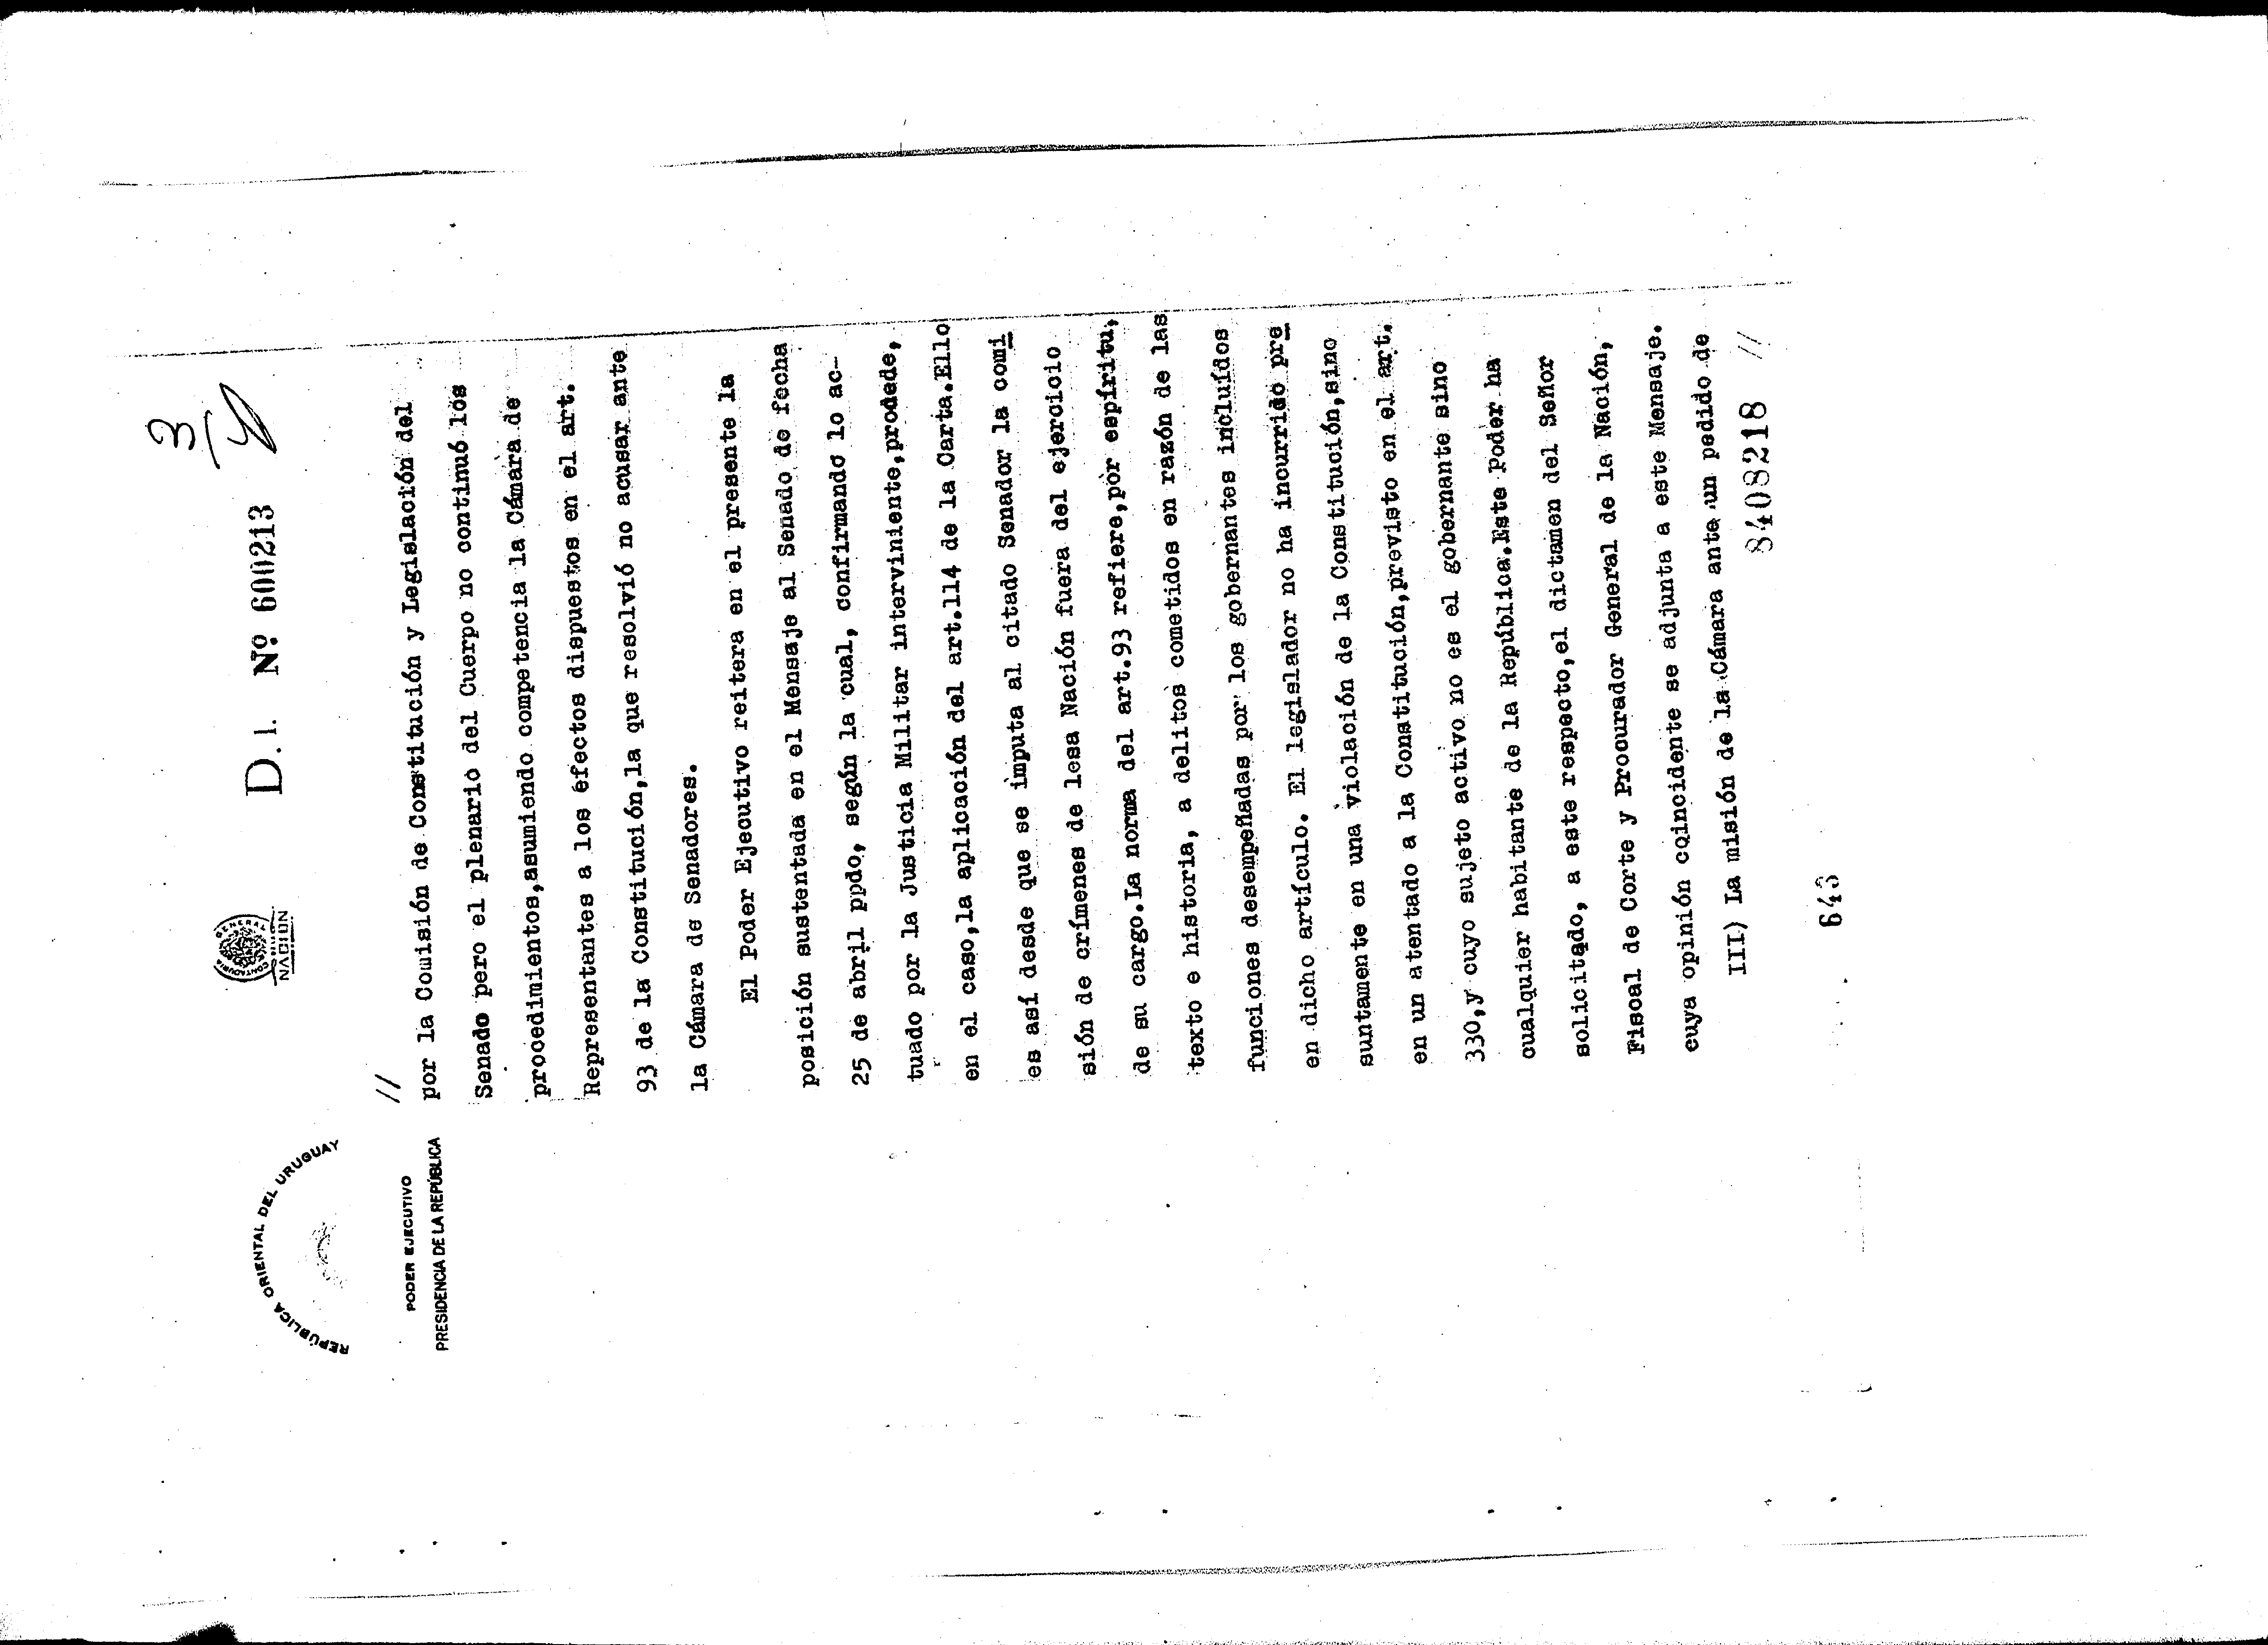 3
D. I. Nº 600213
CONTADURIA GENERAL
NACION
REPÚBLICA ORIENTAL DEL URUGUAY
PODER EJECUTIVO
PRESIDENCIA DE LA REPÚBLICA
//
por la Comisión de Constitución y Legislación del
Senado pero el plenario del Cuerpo no continuó los
procedimientos,asumiendo competencia la Cámara de
Representantes a los efectos dispuestos en el art.
93 de la Constitución,la que resolvió no acusar ante
la Cámara de Senadores.
El Poder Ejecutivo reitera en el presente la
posición sustentada en el Mensaje al Senado de fecha
25 de abril ppdo, según la cual, confirmando lo ac-
tuado por la Justicia Militar interviniente,procede,
en el caso,la aplicación del art.114 de la Carta.Ello
es así desde que se imputa al citado Senador la comi
sión de crímenes de lesa Nación fuera del ejercicio
de su cargo.La norma del art.93 refiere,por espíritu,
texto e historia, a delitos cometidos en razón de las
funciones desempeñadas por los gobernantes incluídos
en dicho artículo. El legislador no ha incurrido pre
suntamente en una violación de la Constitución,sino
en un atentado a la Constitución,previsto en el art.
330,y cuyo sujeto activo no es el gobernante sino
cualquier habitante de la República.Este Poder ha
solicitado, a este respecto,el dictamen del Señor
Fiscal de Corte y Procurador General de la Nación,
cuya opinión coincidente se adjunta a este Mensaje.
III) La misión de la Cámara ante un pedido de
8408218 //
643